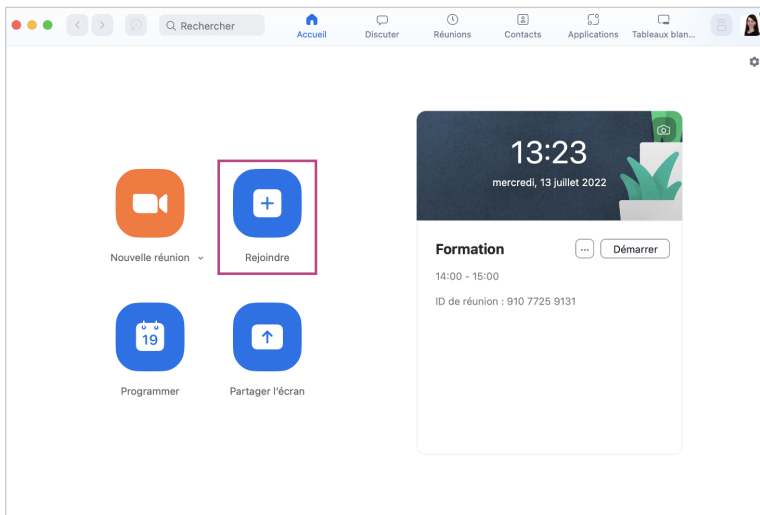 Rechercher
Accueil
Discuter
Réunions
Contacts
Applications
Tableaux blan...
13:23
mercredi, 13 juillet 2022
Nouvelle réunion
Rejoindre
Formation
... Démarrer
14:00 - 15:00
ID de réunion : 910 7725 9131
19
Programmer
Partager l'écran